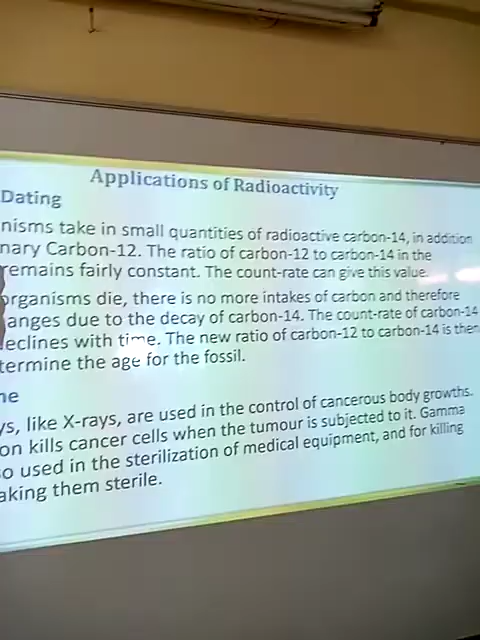 Applications of Radioactivity
Dating
nisms take in small quantities of radioactive carbon-14, in addition
nary Carbon-12. The ratio of carbon-12 to carbon-14 in the
remains fairly constant. The count-rate can give this value.
organisms die, there is no more intakes of carbon and therefore
anges due to the decay of carbon-14. The count-rate of carbon-14
declines with time. The new ratio of carbon-12 to carbon-14 is then
termine the age for the fossil.
ne
ys, like X-rays, are used in the control of cancerous body growths.
on kills cancer cells when the tumour is subjected to it. Gamma
so used in the sterilization of medical equipment, and for killing
aking them sterile.